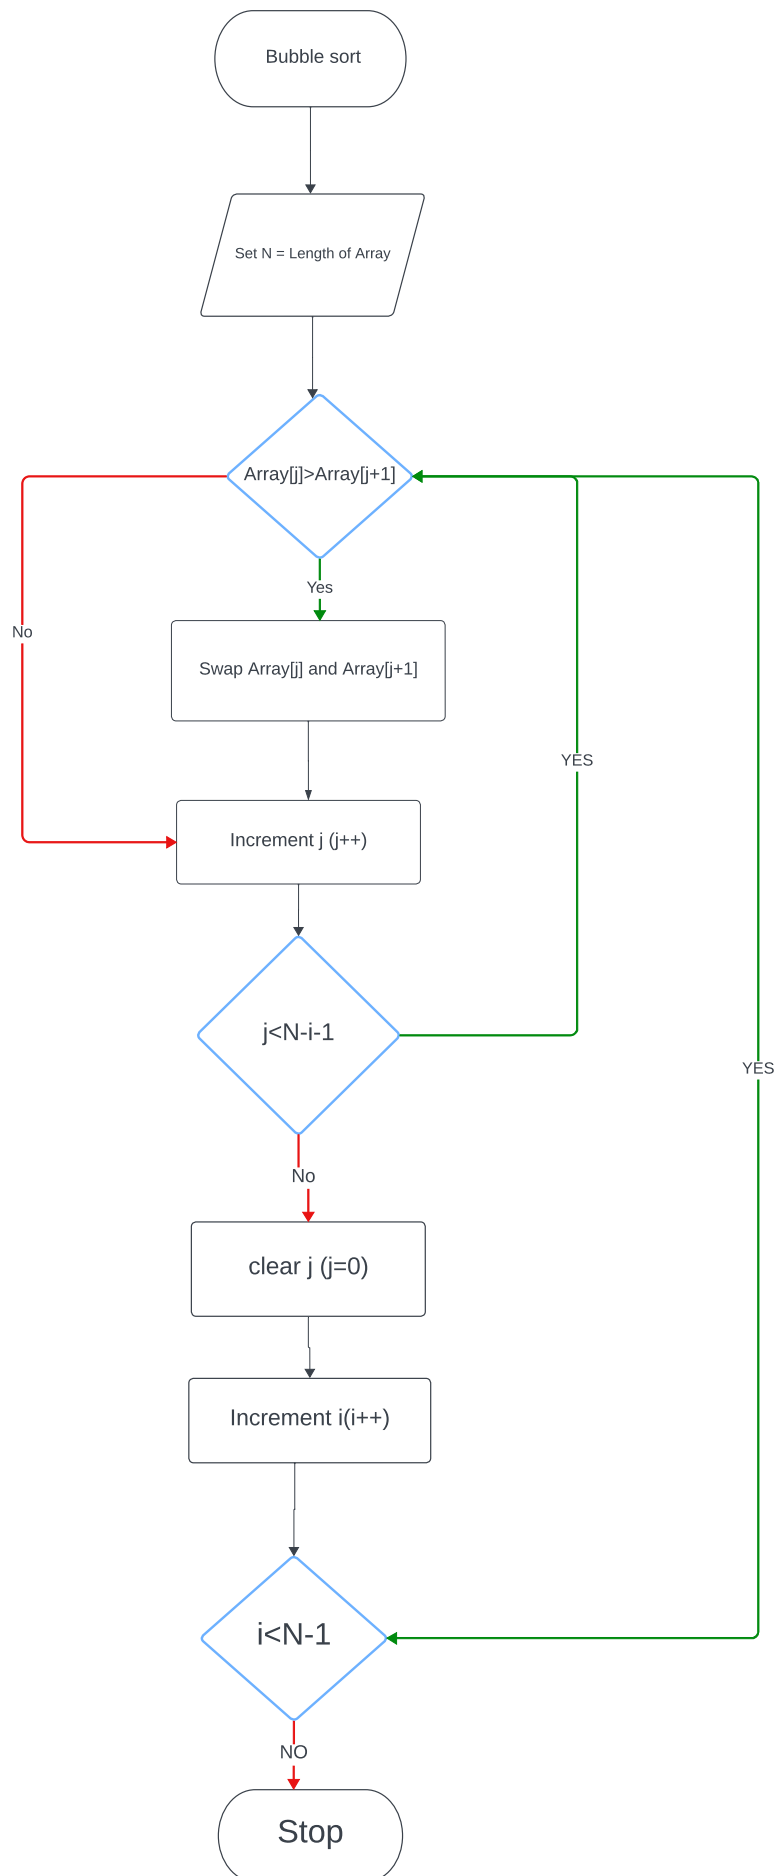 Bubble sort
Set N = Length of Array
Array[j]>Array[j+1]
Yes
No
Swap Array[j] and Array[j+1]
YES
Increment j (j++)
j<N-i-1
YES
No
clear j (j=0)
Increment i(i++)
i<N-1
NO
Stop